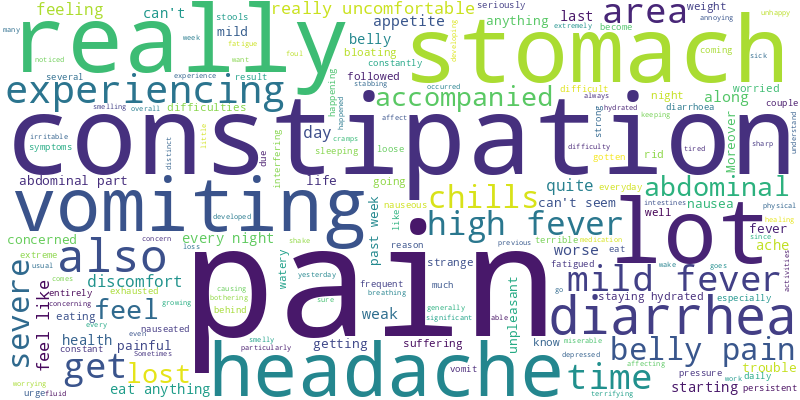 really
stomach
constipation
pain
vomiting
lot
headache
diarrhea
experiencing
accompanied
area
abdominal
chills
high fever
mild fever
belly pain
also
severe
get
lost
feel
time
feeling
can't
stools
mild
really uncomfortable
appetite
belly
bloating
constantly
followed
seriously
anything
last
weight
annoying
become
extremely
unhappy
many
week
fatigue
foul
noticed
several
experience
want
result
difficulties
smelling
overall
happening
happened
stabbing
occurred
developing
difficult
night
coming
sick
worried
along
couple
diarrhoea
always
hydrated
keeping
understand
irritable
symptoms
distinct
little
due
interfering
day
cramps
affect
sleeping
loose
strong
difficulty
gotten
rid
tired
Moreover
sharp
abdominal part
life
going
nauseous
quite
everyday
can't seem
intestines
physical
nausea
well
healing
developed
past week
like
fever
since
concerned
concern
every night
loss
shake
reason
previous
terrible
medication
worse
eat
ache
extreme
usual
discomfort
watery
yesterday
frequent
breathing
strange
fatigued
wake
goes
activities
feel like
entirely
comes
exhausted
causing
bothering
growing
sure
much
go
staying hydrated
especially
concerning
eating
every
nauseated
behind
weak
generally
significant
able
unpleasant
health
even
constant
painful
smelly
particularly
getting
suffering
know
miserable
depressed
affecting
trouble
pressure
daily
work
starting
persistent
worrying
urge
fluid
eat anything
Sometimes
vomit
terrifying